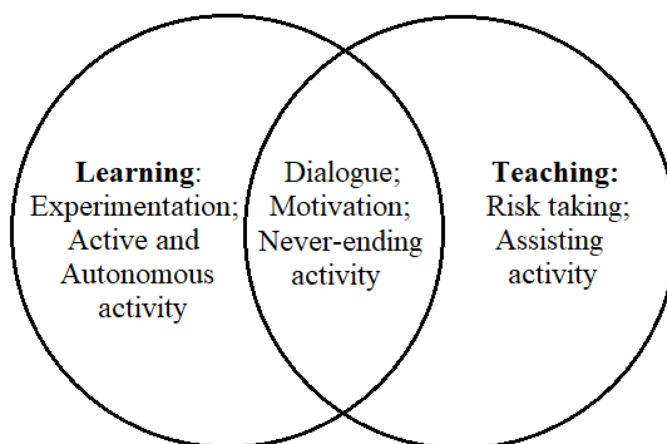 Learning:
Experimentation;
Active and
Autonomous
activity
Dialogue;
Motivation;
Never-ending
activity
Teaching:
Risk taking;
Assisting
activity